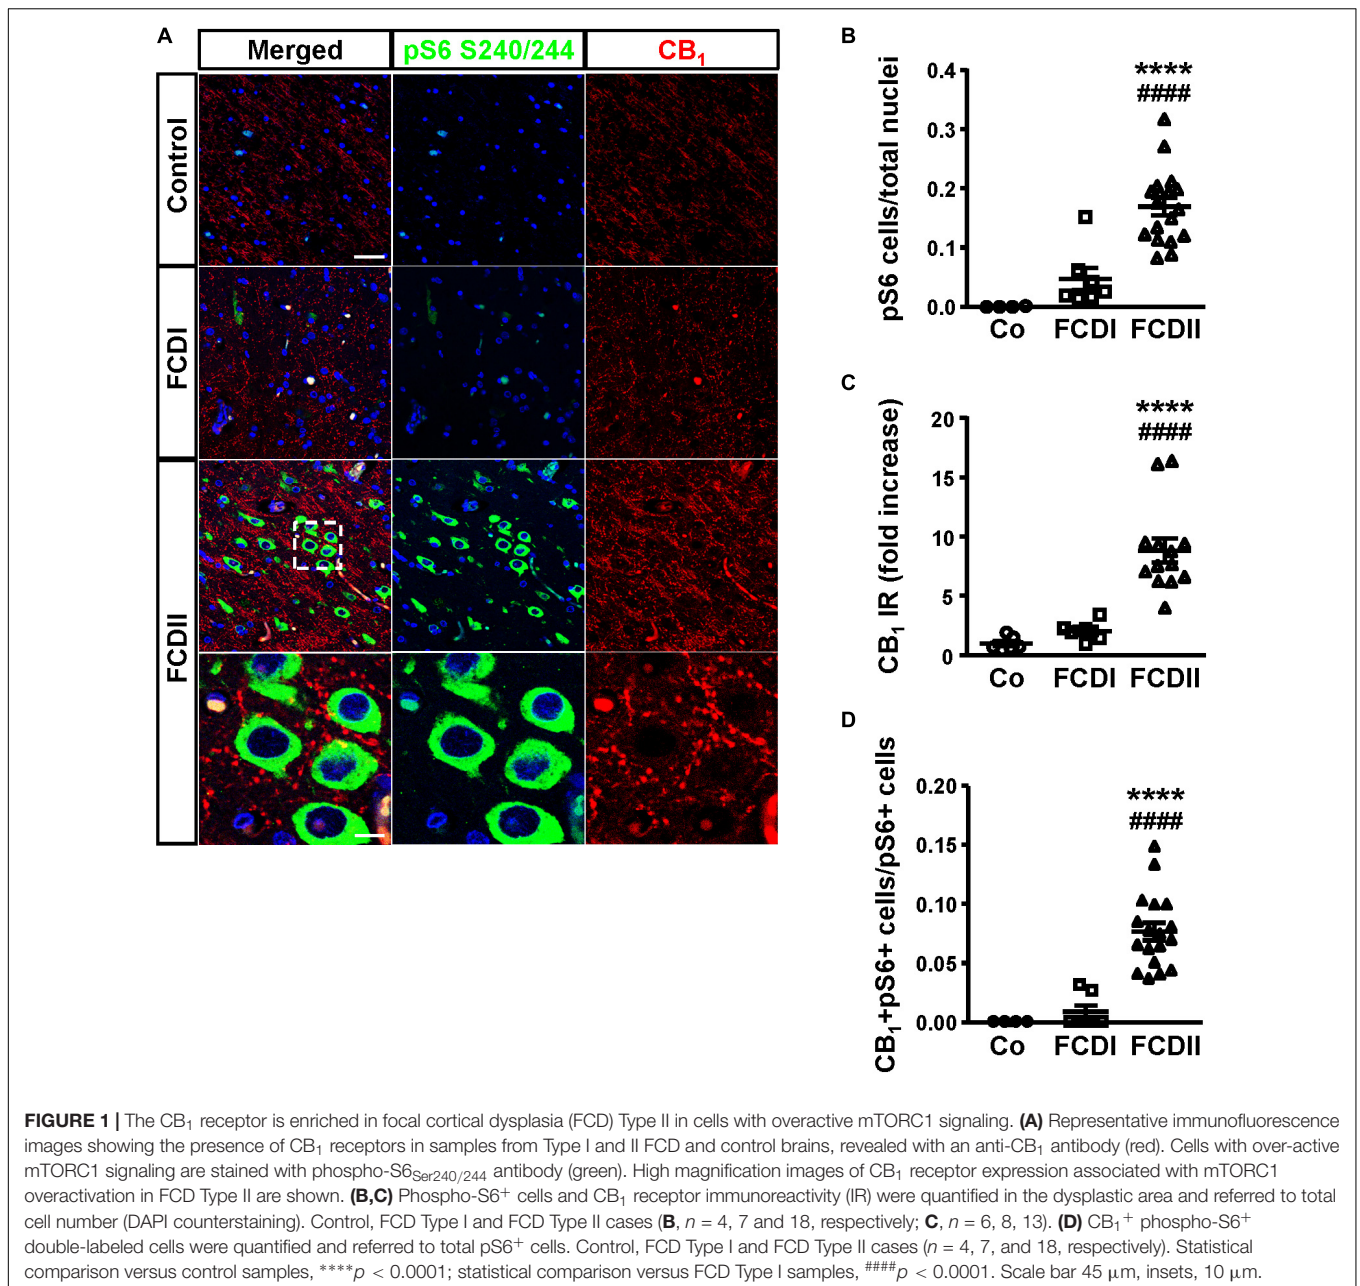 A
Merged
pS6 S240/244
CB₁
Control
FCDI
FCDII
B
pS6 cells/total nuclei
0.4
0.3
0.2
0.1
0.0
****
####
Co
FCDI
FCDII
C
CB₁ IR (fold increase)
20
15
10
5
0
****
####
Co
FCDI
FCDII
D
CB₁+pS6+ cells/pS6+ cells
0.20
0.15
0.10
0.05
0.00
****
####
Co
FCDI
FCDII
FIGURE 1 | The CB₁ receptor is enriched in focal cortical dysplasia (FCD) Type II in cells with overactive mTORC1 signaling. (A) Representative immunofluorescence
images showing the presence of CB₁ receptors in samples from Type I and II FCD and control brains, revealed with an anti-CB₁ antibody (red). Cells with over-active
mTORC1 signaling are stained with phospho-S6Ser240/244 antibody (green). High magnification images of CB₁ receptor expression associated with mTORC1
overactivation in FCD Type II are shown. (B,C) Phospho-S6⁺ cells and CB₁ receptor immunoreactivity (IR) were quantified in the dysplastic area and referred to total
cell number (DAPI counterstaining). Control, FCD Type I and FCD Type II cases (B, n = 4, 7 and 18, respectively; C, n = 6, 8, 13). (D) CB₁⁺ phospho-S6⁺
double-labeled cells were quantified and referred to total pS6⁺ cells. Control, FCD Type I and FCD Type II cases (n = 4, 7, and 18, respectively). Statistical
comparison versus control samples, ****p < 0.0001; statistical comparison versus FCD Type I samples, ####p < 0.0001. Scale bar 45 μm, insets, 10 μm.